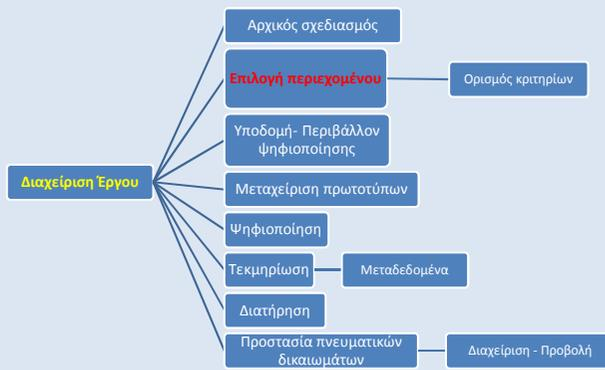 Αρχικός σχεδιασμός
Επιλογή περιεχομένου
Ορισμός κριτηρίων
Υποδομή- Περιβάλλον
ψηφιοποίησης
Διαχείριση Έργου
Μεταχείριση πρωτοτύπων
Ψηφιοποίηση
Τεκμηρίωση
Μεταδεδομένα
Διατήρηση
Προστασία πνευματικών
δικαιωμάτων
Διαχείριση - Προβολή